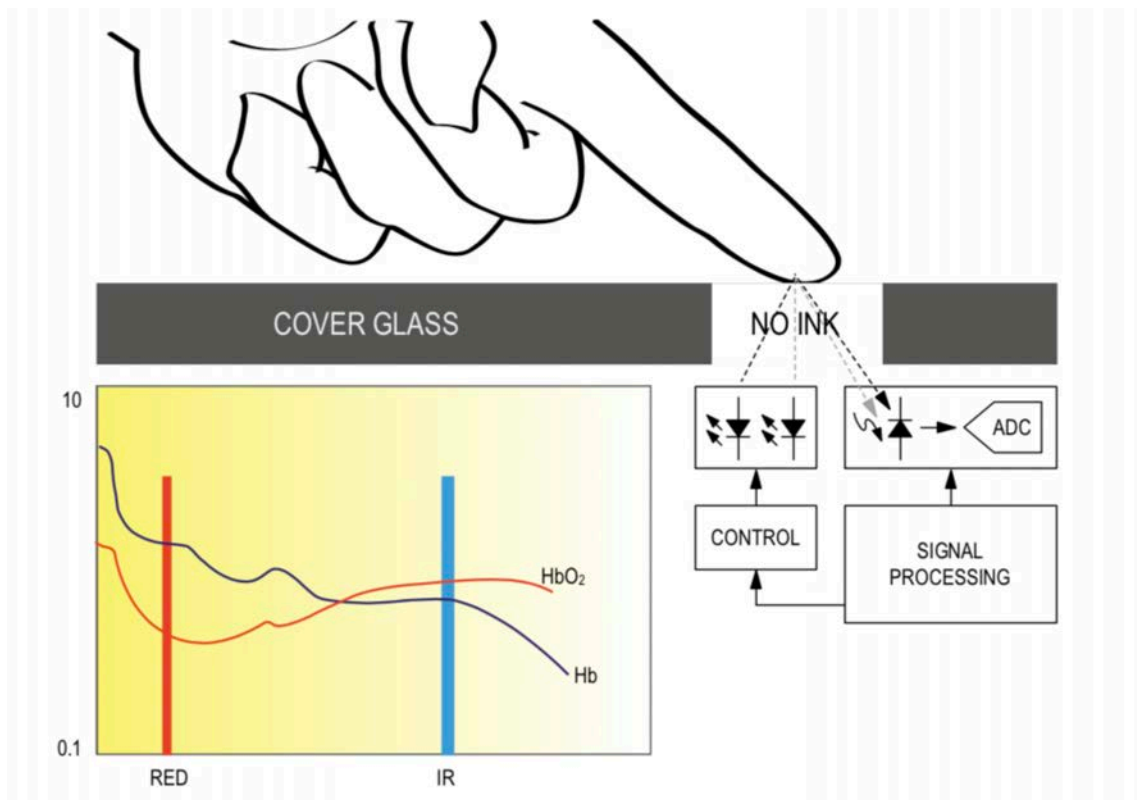 COVER GLASS
NO INK
10
ADC
CONTROL
SIGNAL
PROCESSING
HbO₂
Hb
0.1
RED
IR